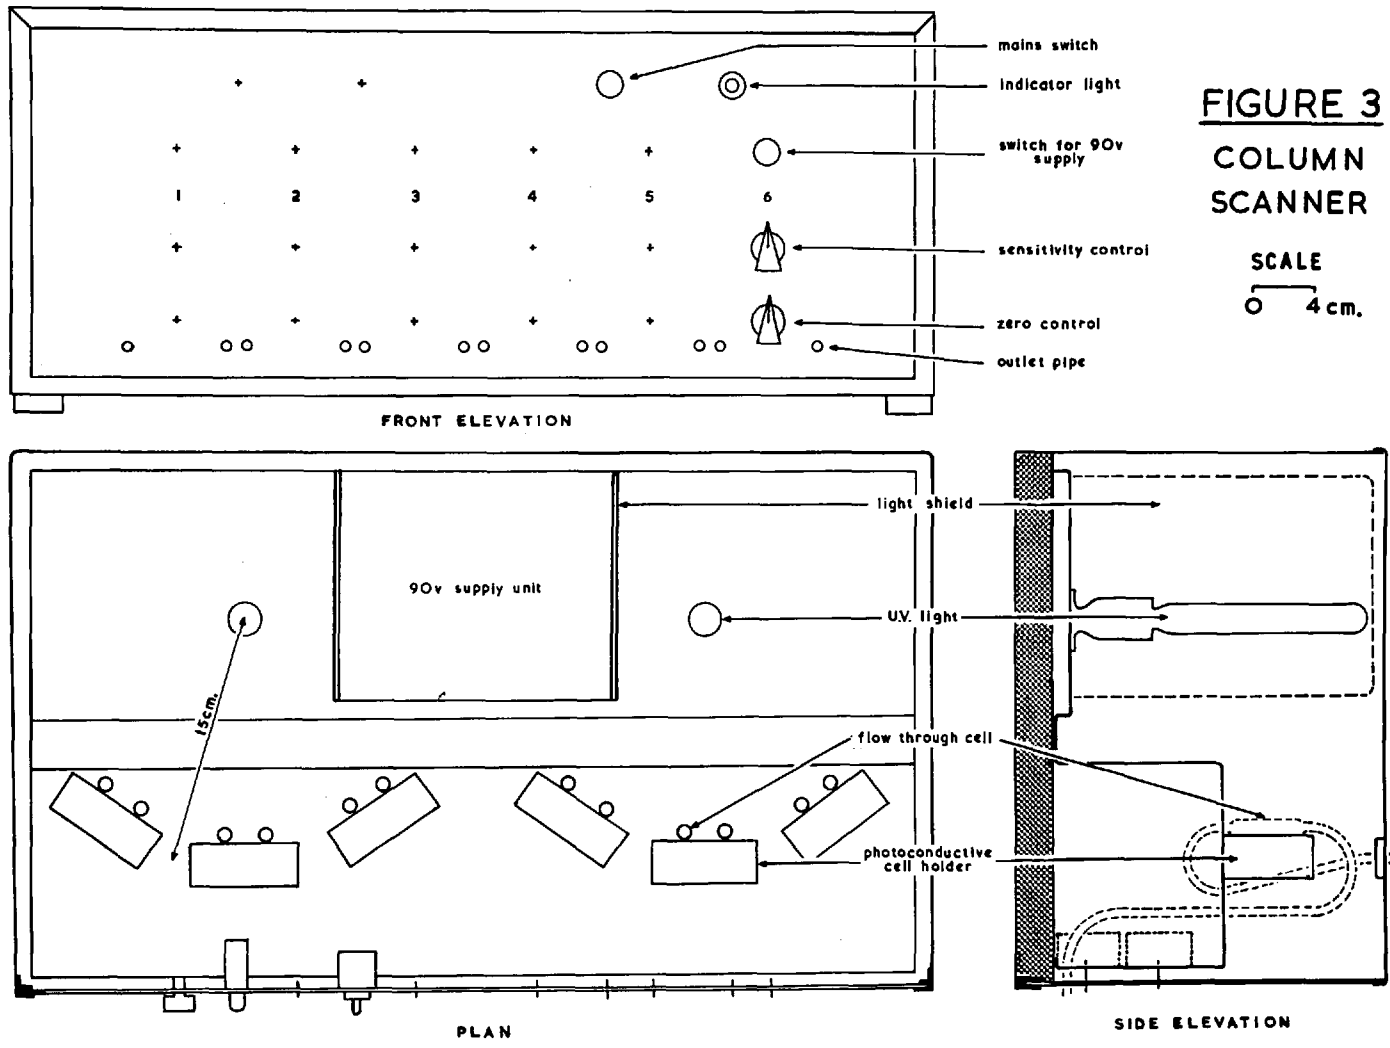 mains switch
indicator light
FIGURE 3
switch for 90v
supply
COLUMN
SCANNER
1 2 3 4 5 6
sensitivity control
SCALE
0 4cm.
zero control
outlet pipe
FRONT ELEVATION
light shield
90v supply unit
U.V. light
15cm.
flow through cell
photoconductive
cell holder
PLAN
SIDE ELEVATION